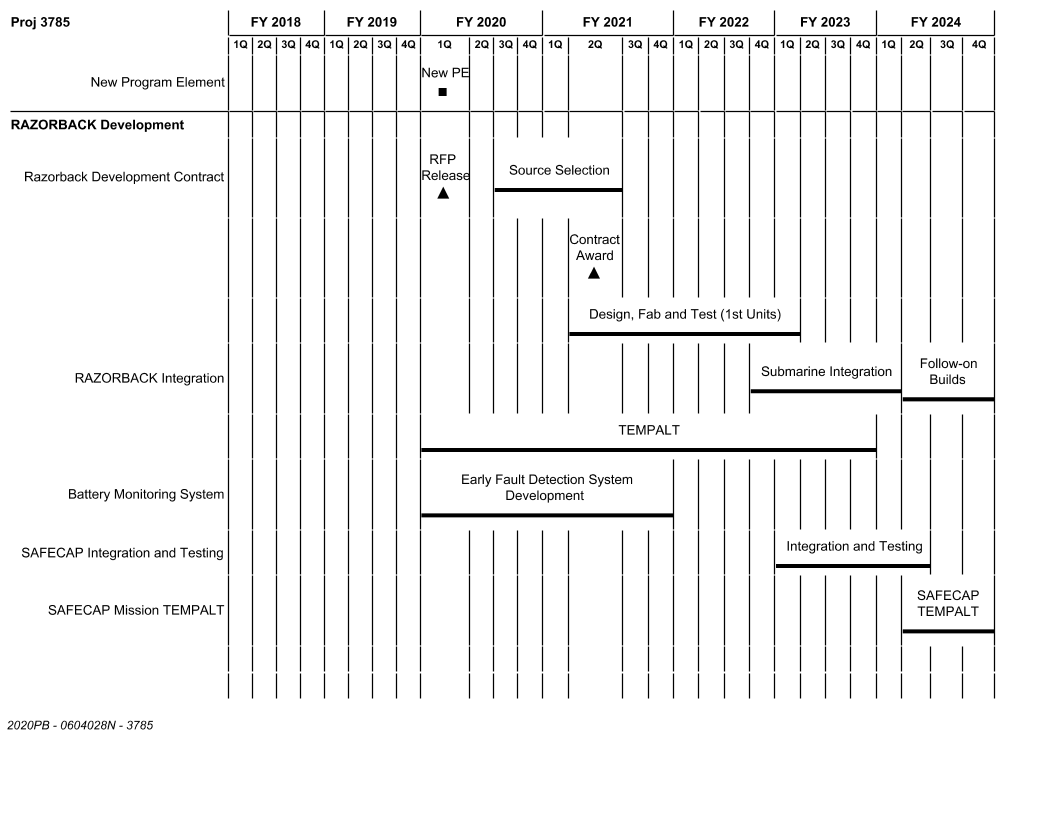 Proj 3785 FY 2018 FY 2019 FY 2020 FY 2021 FY 2022 FY 2023 FY 2024
1Q 2Q 3Q 4Q 1Q 2Q 3Q 4Q 1Q 2Q 3Q 4Q 1Q 2Q 3Q 4Q 1Q 2Q 3Q 4Q 1Q 2Q 3Q 4Q 1Q 2Q 3Q 4Q
New PE
New Program Element
RAZORBACK Development
RFP
Release
Source Selection
Razorback Development Contract
Contract
Award
Design, Fab and Test (1st Units)
RAZORBACK Integration
Submarine Integration
Follow-on
Builds
TEMPALT
Battery Monitoring System
Early Fault Detection System
Development
SAFECAP Integration and Testing
Integration and Testing
SAFECAP Mission TEMPALT
SAFECAP
TEMPALT
2020PB - 0604028N - 3785